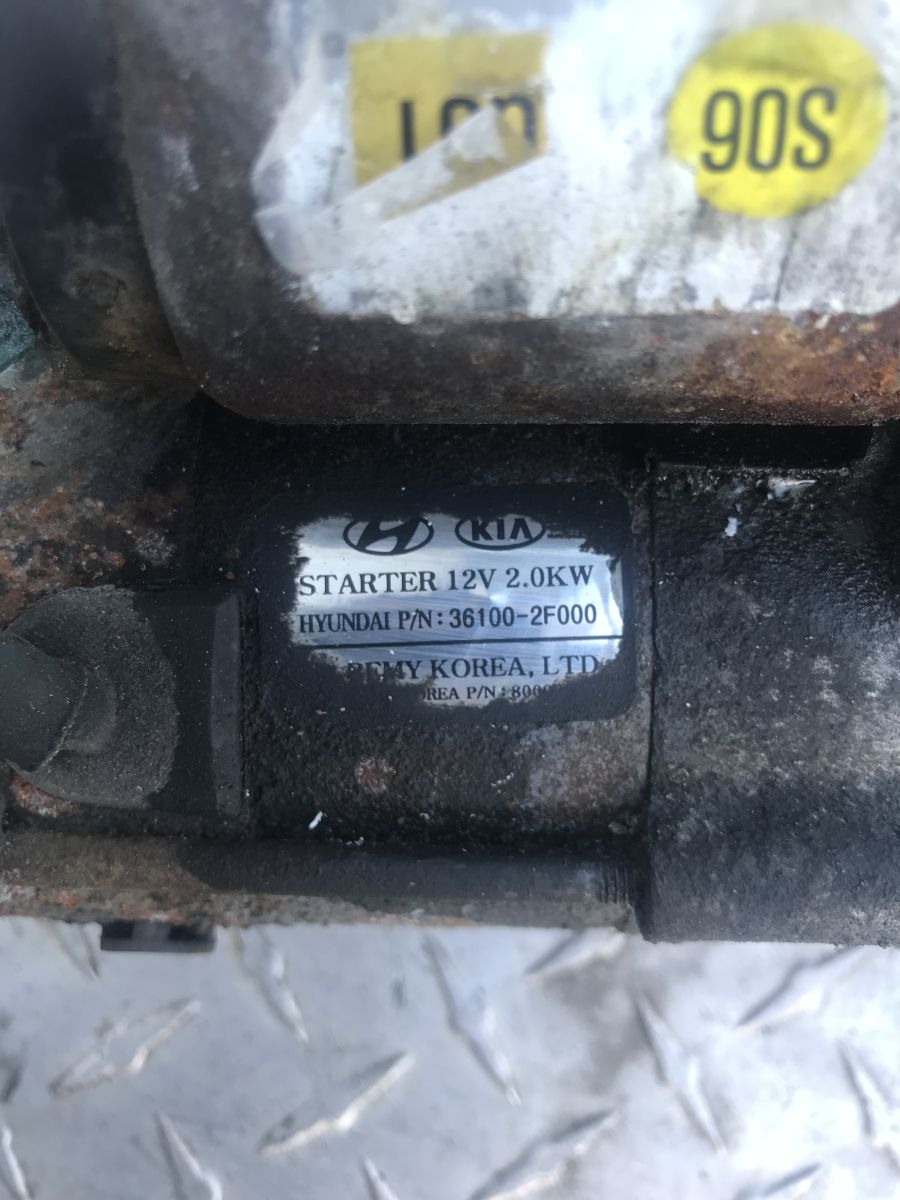 90S
KIA
STARTER 12V 2.0KW
HYUNDAI P/N: 36100-2F000
REMY KOREA, LTD
P/N: